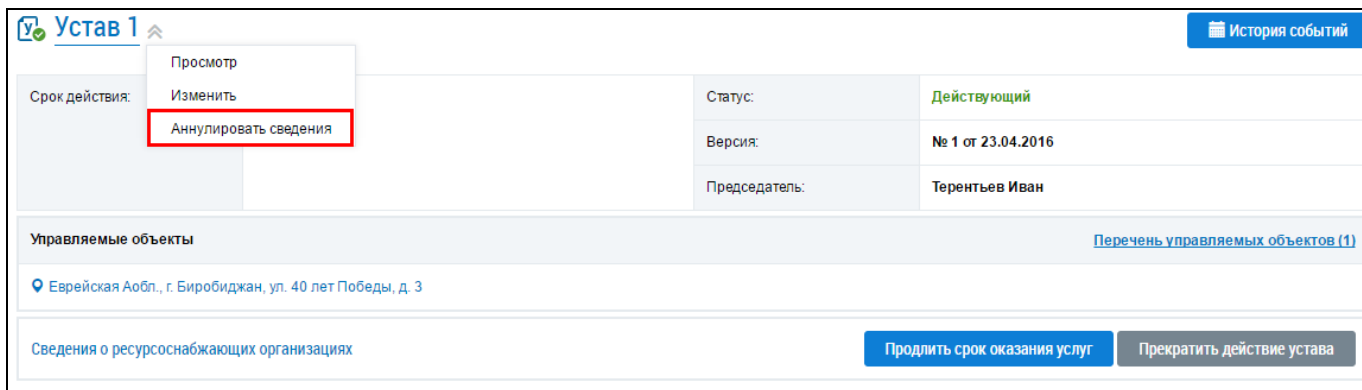 Устав 1
История событий
Просмотр
Изменить
Аннулировать сведения
Срок действия:
Статус:
Действующий
Версия:
№ 1 от 23.04.2016
Председатель:
Терентьев Иван
Управляемые объекты
Перечень управляемых объектов (1)
Еврейская Аобл., г. Биробиджан, ул. 40 лет Победы, д. 3
Сведения о ресурсоснабжающих организациях
Продлить срок оказания услуг
Прекратить действие устава